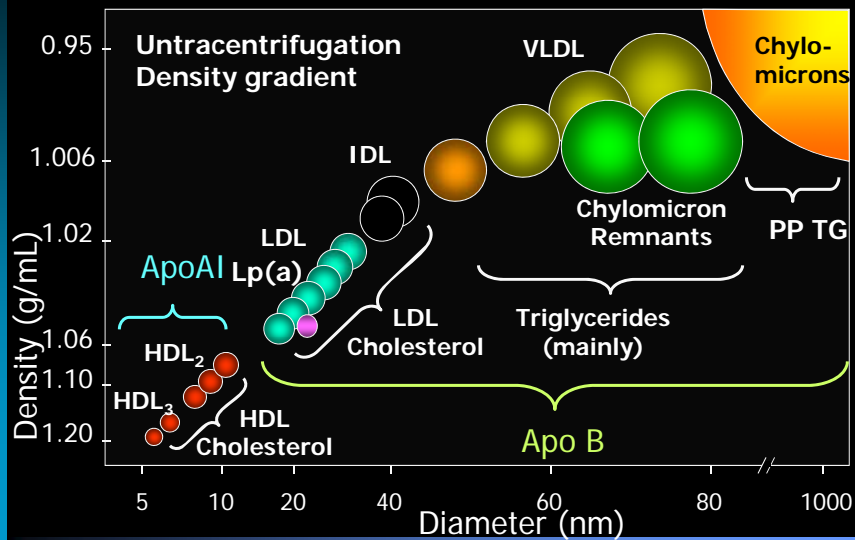 0.95
1.006
1.02
1.06
1.10
1.20
Density (g/mL)
Untracentrifugation
Density gradient
VLDL
Chylo-
microns
IDL
LDL
Lp(a)
ApoAI
HDL₂
HDL₃
HDL
Cholesterol
LDL
Cholesterol
Chylomicron
Remnants
PP TG
Triglycerides
(mainly)
Apo B
5
10
20
40
60
80
1000
Diameter (nm)